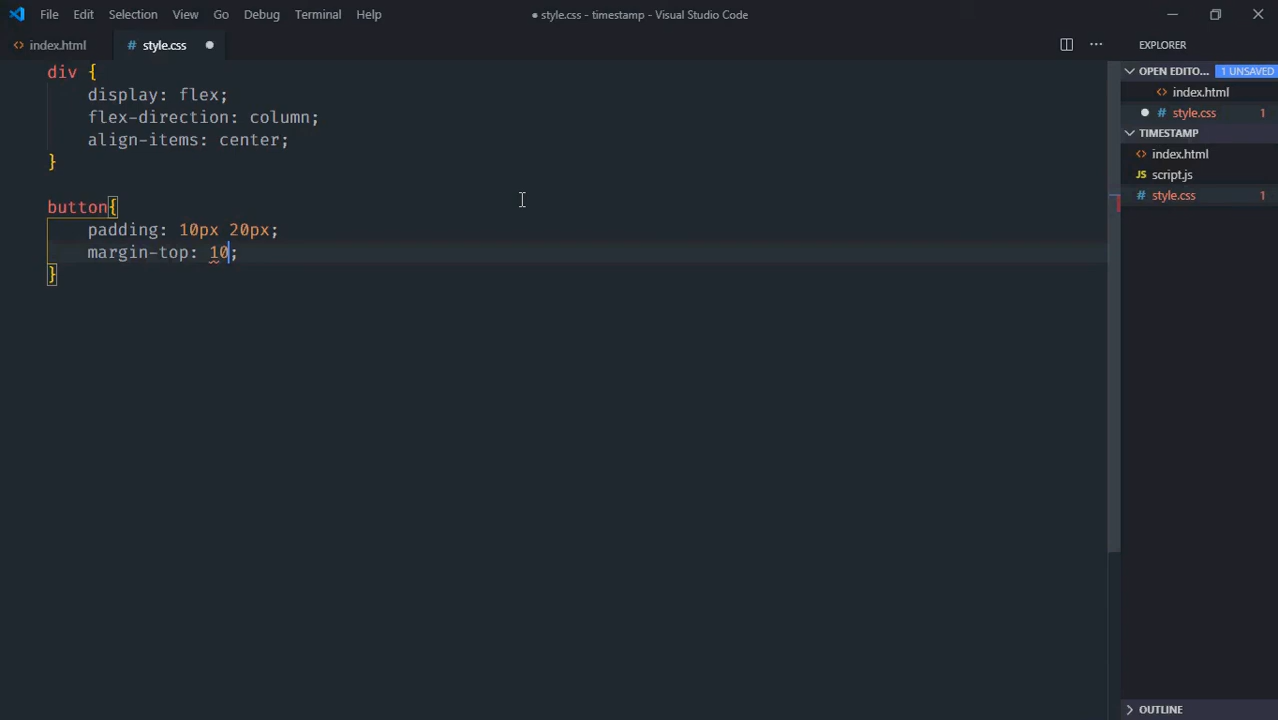 File Edit Selection View Go Debug Terminal Help
● style.css - timestamp - Visual Studio Code
<> index.html
# style.css ●
EXPLORER
div {
display: flex;
flex-direction: column;
align-items: center;
}
button{
padding: 10px 20px;
margin-top: 10;
}
OPEN EDITO... 1 UNSAVED
<> index.html
● # style.css 1
TIMESTAMP
<> index.html
JS script.js
# style.css 1
OUTLINE